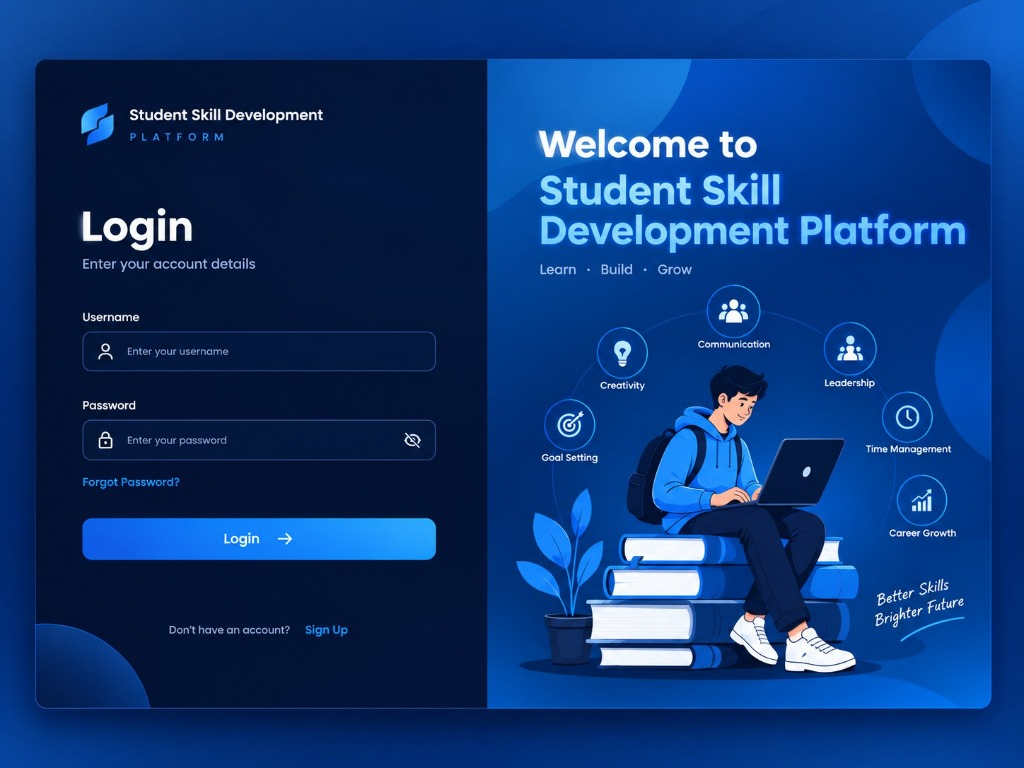 Student Skill Development
PLATFORM
Login
Enter your account details
Username
Enter your username
Password
Enter your password
Forgot Password?
Login
Don't have an account? Sign Up
Welcome to
Student Skill
Development Platform
Learn · Build · Grow
Communication
Creativity
Leadership
Goal Setting
Time Management
Career Growth
Better Skills
Brighter Future